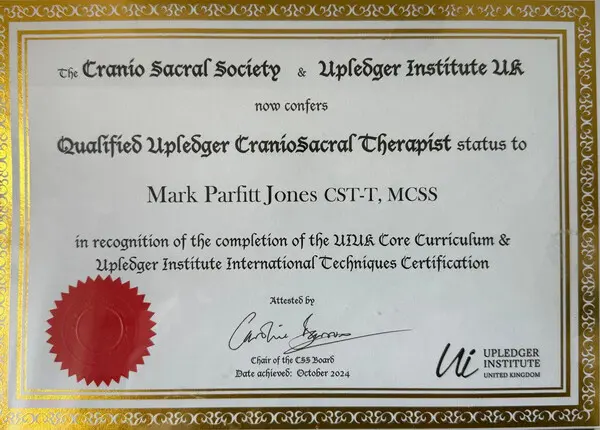 The Cranio Sacral Society & Upledger Institute UK
now confers
Qualified Upledger CranioSacral Therapist status to
Mark Parfitt Jones CST-T, MCSS
in recognition of the completion of the UIUK Core Curriculum &
Upledger Institute International Techniques Certification
Attested by
Chair of the CSS Board
Date achieved: October 2024
Ui UPLEDGER
INSTITUTE
UNITED KINGDOM